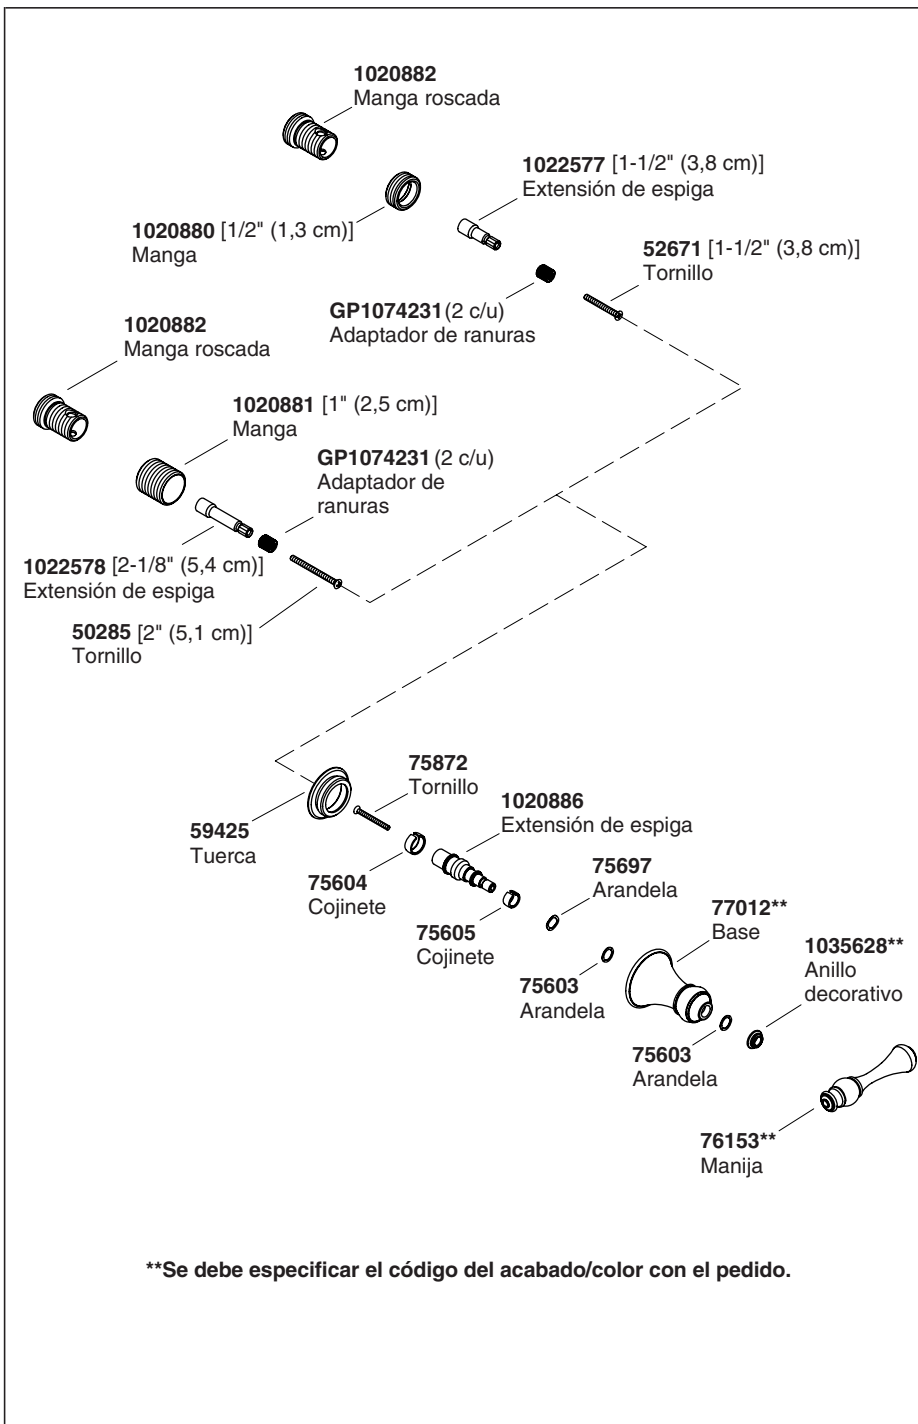 1020882
Manga roscada
1022577 [1-1/2" (3,8 cm)]
Extensión de espiga
1020880 [1/2" (1,3 cm)]
Manga
52671 [1-1/2" (3,8 cm)]
Tornillo
GP1074231 (2 c/u)
Adaptador de ranuras
1020882
Manga roscada
1020881 [1" (2,5 cm)]
Manga
GP1074231 (2 c/u)
Adaptador de
ranuras
1022578 [2-1/8" (5,4 cm)]
Extensión de espiga
50285 [2" (5,1 cm)]
Tornillo
75872
Tornillo
1020886
Extensión de espiga
59425
Tuerca
75604
Cojinete
75697
Arandela
75605
Cojinete
77012**
Base
1035628**
Anillo
decorativo
75603
Arandela
75603
Arandela
76153**
Manija
**Se debe especificar el código del acabado/color con el pedido.